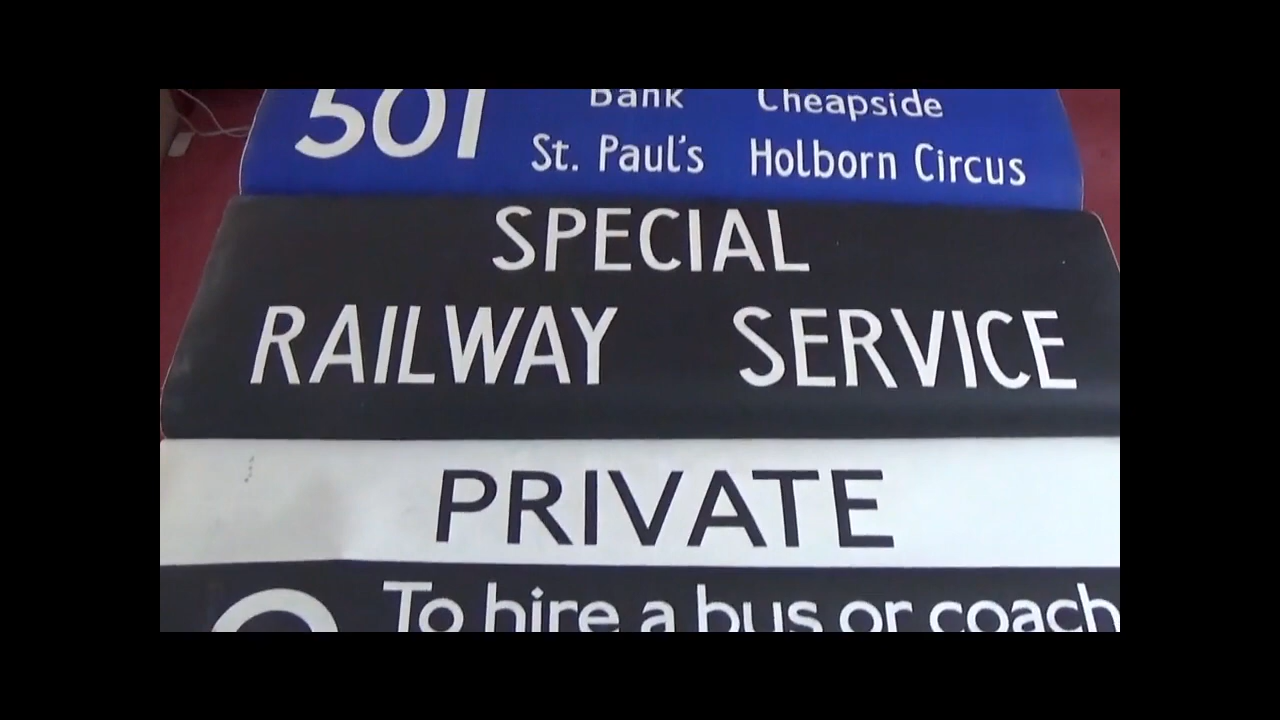 501 Bank Cheapside
St. Paul's Holborn Circus
SPECIAL
RAILWAY SERVICE
PRIVATE
To hire a bus or coach